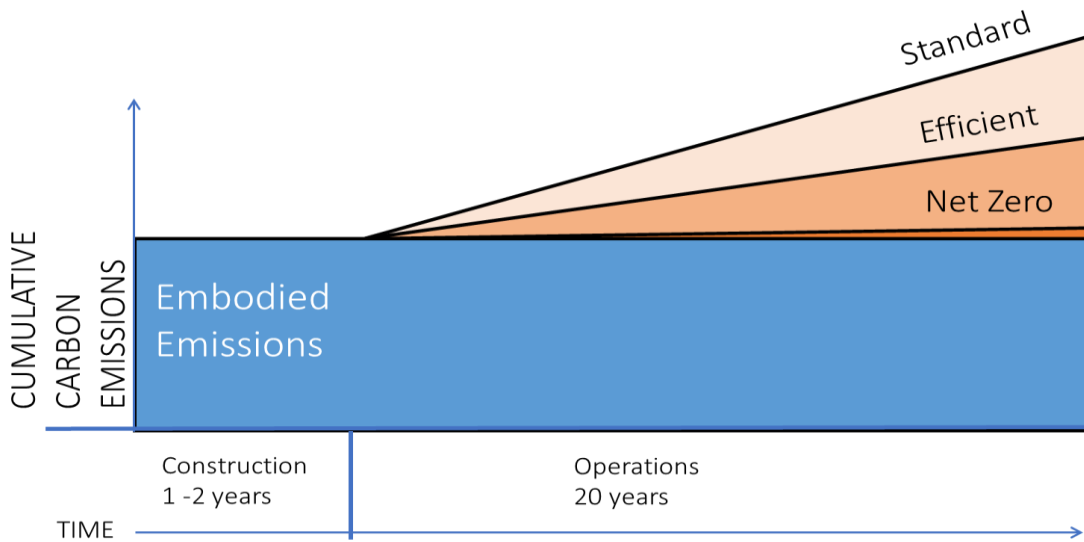 Standard
Efficient
Net Zero
CUMULATIVE
CARBON
EMISSIONS
Embodied
Emissions
Construction
1 -2 years
Operations
20 years
TIME